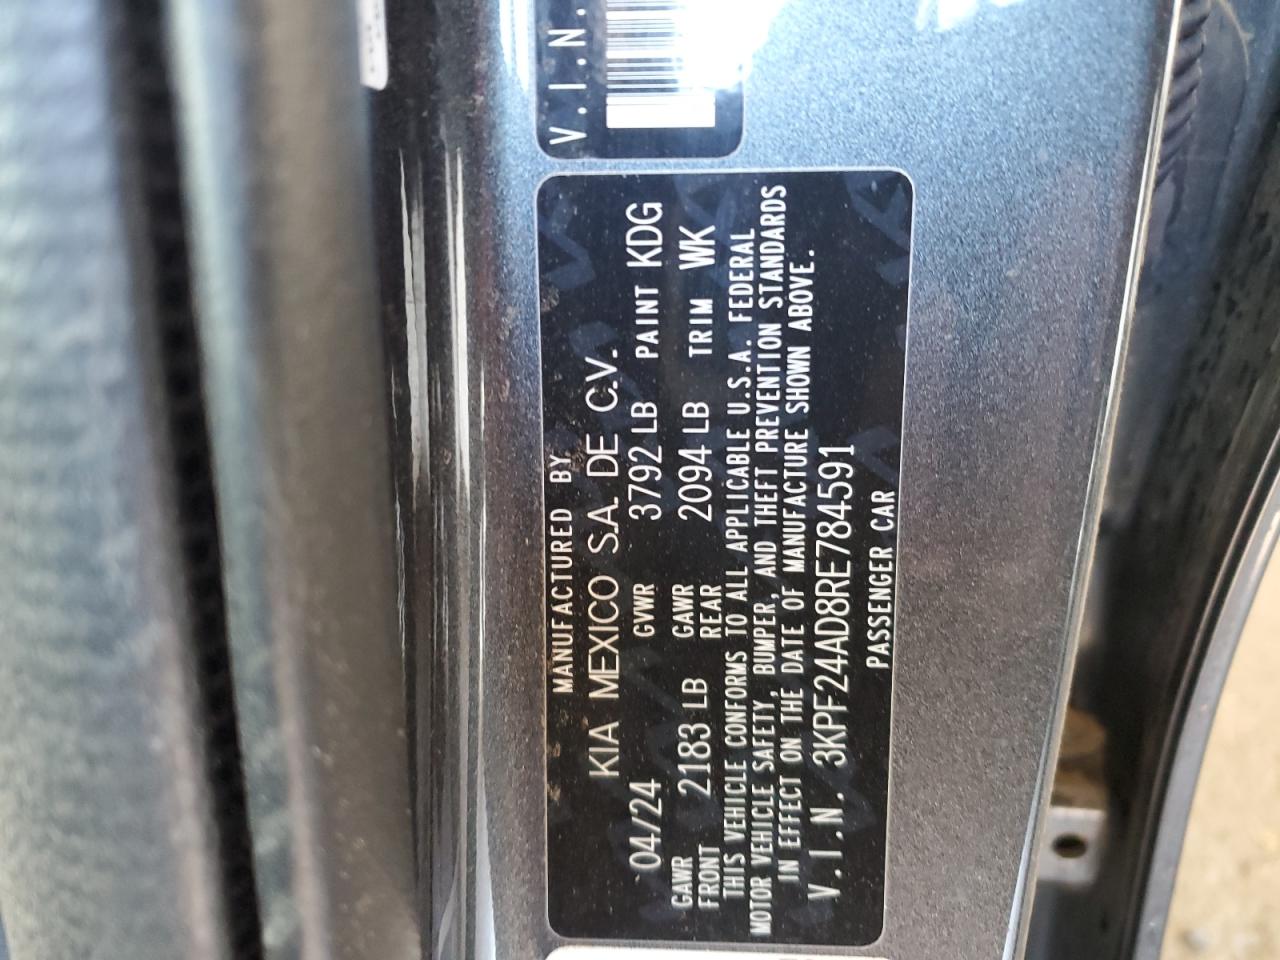 V.I.N.
MANUFACTURED BY
KIA MEXICO S.A. DE C.V.
04/24 GVWR 3792 LB PAINT KDG
GAWR FRONT 2183 LB GAWR REAR 2094 LB TRIM WK
THIS VEHICLE CONFORMS TO ALL APPLICABLE U.S.A. FEDERAL
MOTOR VEHICLE SAFETY, BUMPER, AND THEFT PREVENTION STANDARDS
IN EFFECT ON THE DATE OF MANUFACTURE SHOWN ABOVE.
V.I.N. 3KPF24AD8RE784591
PASSENGER CAR